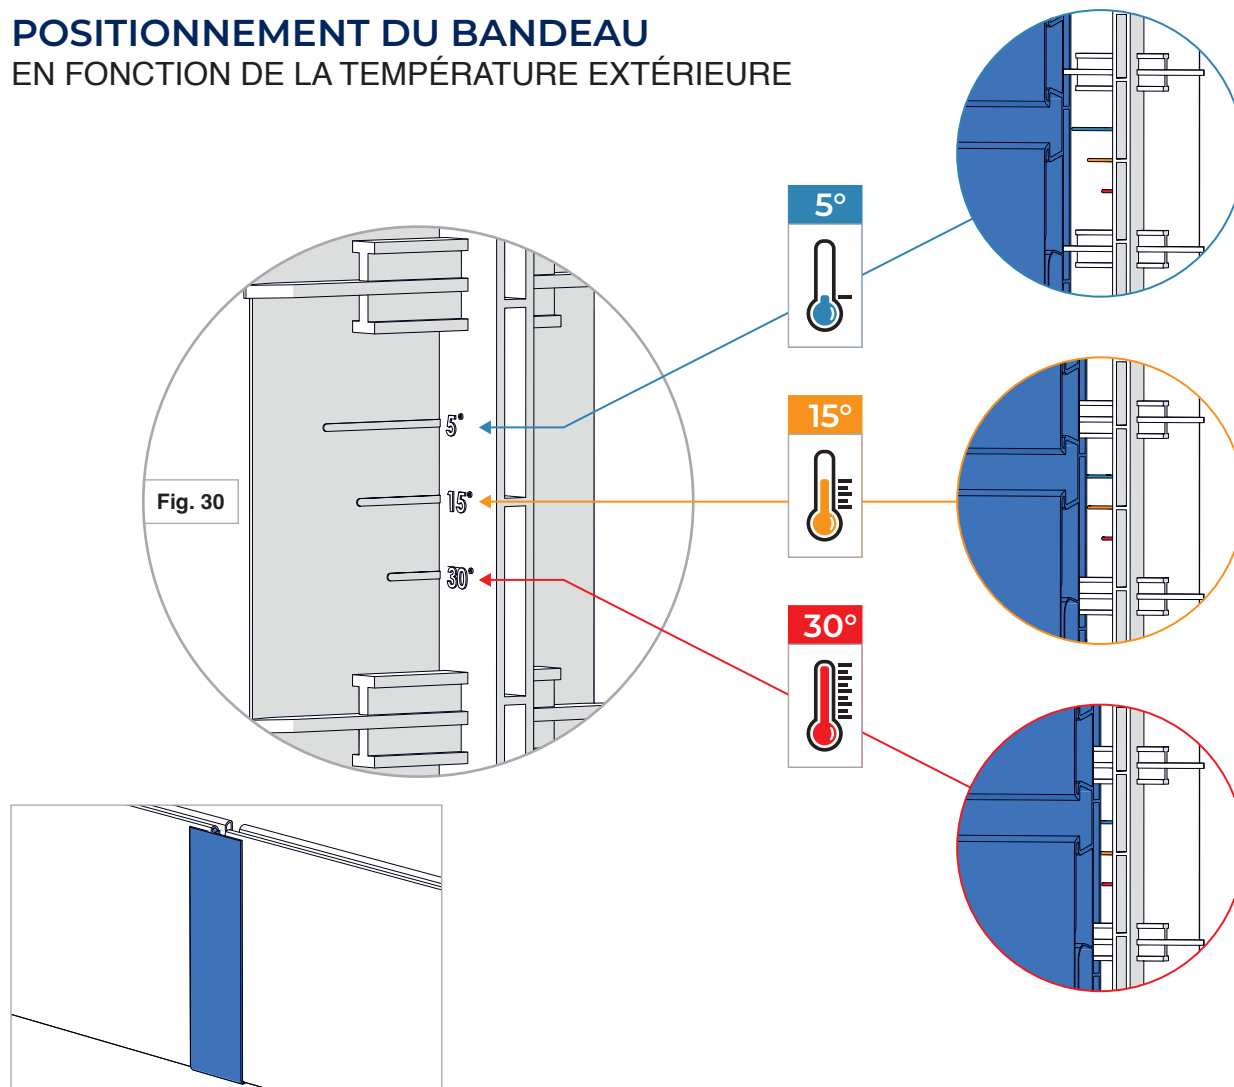 POSITIONNEMENT DU BANDEAU
EN FONCTION DE LA TEMPÉRATURE EXTÉRIEURE
5°
15°
30°
5°
15°
30°
Fig. 30